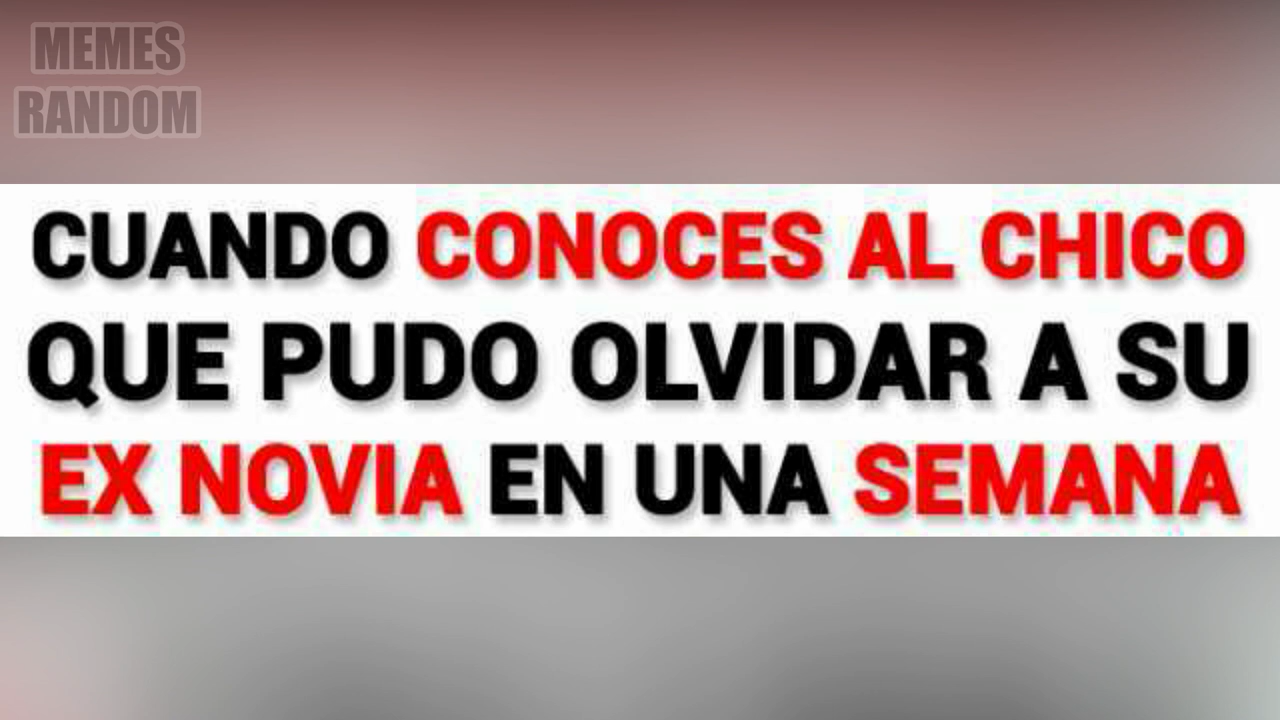 MEMES
RANDOM
CUANDO CONOCES AL CHICO
QUE PUDO OLVIDAR A SU
EX NOVIA EN UNA SEMANA